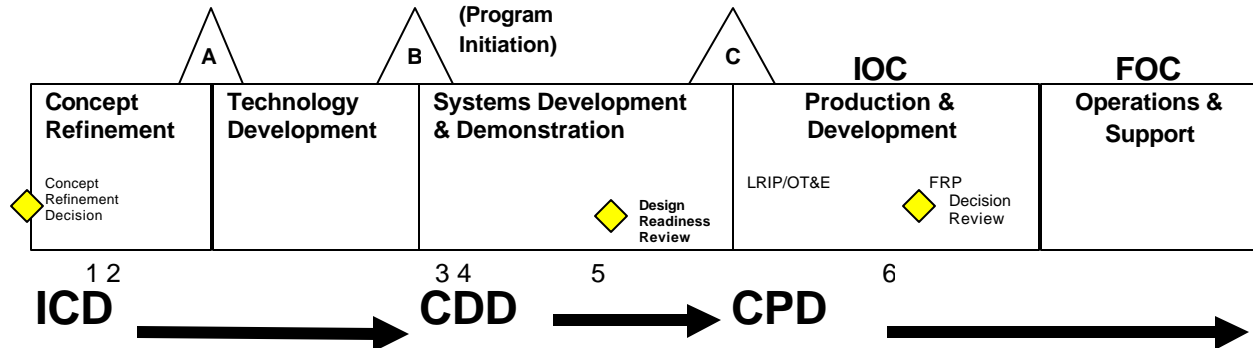 (Program
Initiation)
A
B
C
IOC
FOC
Concept
Refinement
Technology
Development
Systems Development
& Demonstration
Production &
Development
Operations &
Support
Concept
Refinement
Decision
Design
Readiness
Review
LRIP/OT&E
FRP
Decision
Review
1 2
3 4
5
6
ICD
CDD
CPD